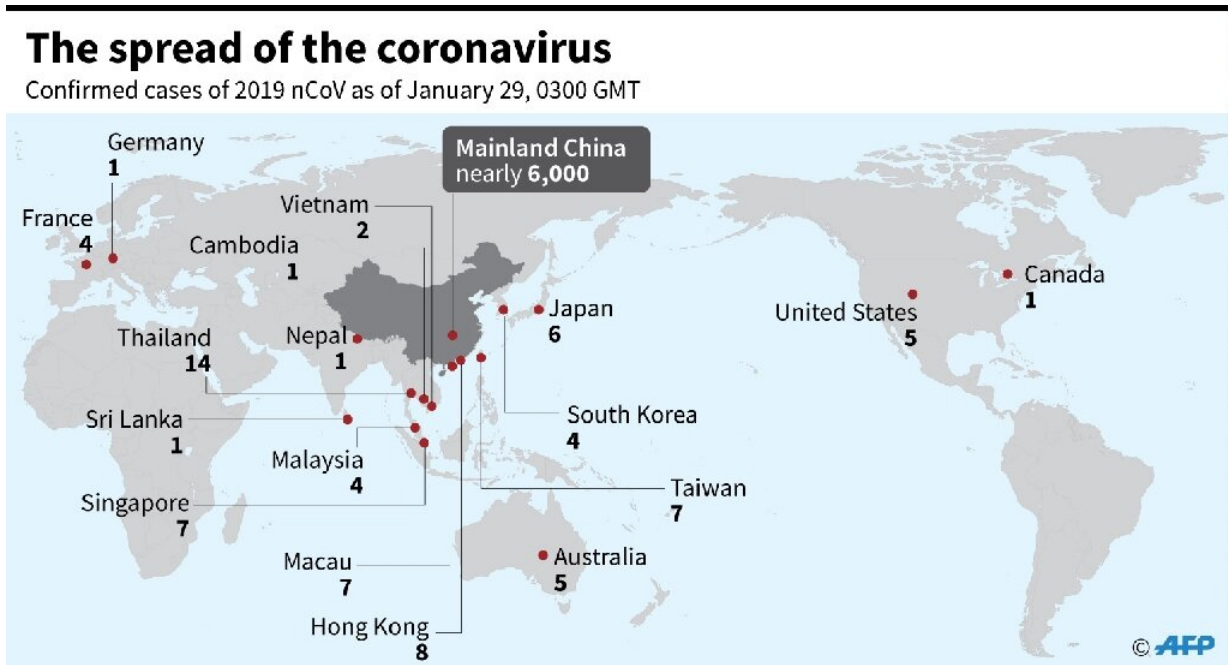 The spread of the coronavirus
Confirmed cases of 2019 nCoV as of January 29, 0300 GMT
Germany
1
Mainland China
nearly 6,000
France
4
Vietnam
2
Cambodia
1
Canada
1
Japan
6
United States
5
Thailand
14
Nepal
1
Sri Lanka
1
South Korea
4
Malaysia
4
Singapore
7
Taiwan
7
Macau
7
Australia
5
Hong Kong
8
© AFP